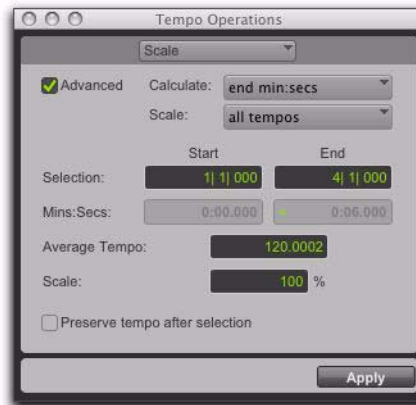 Tempo Operations
Scale
Advanced Calculate: end min:secs
Scale: all tempos
Start End
Selection: 1| 1| 000 4| 1| 000
Mins:Secs: 0:00.000 0:06.000
Average Tempo: 120.0002
Scale: 100 %
Preserve tempo after selection
Apply